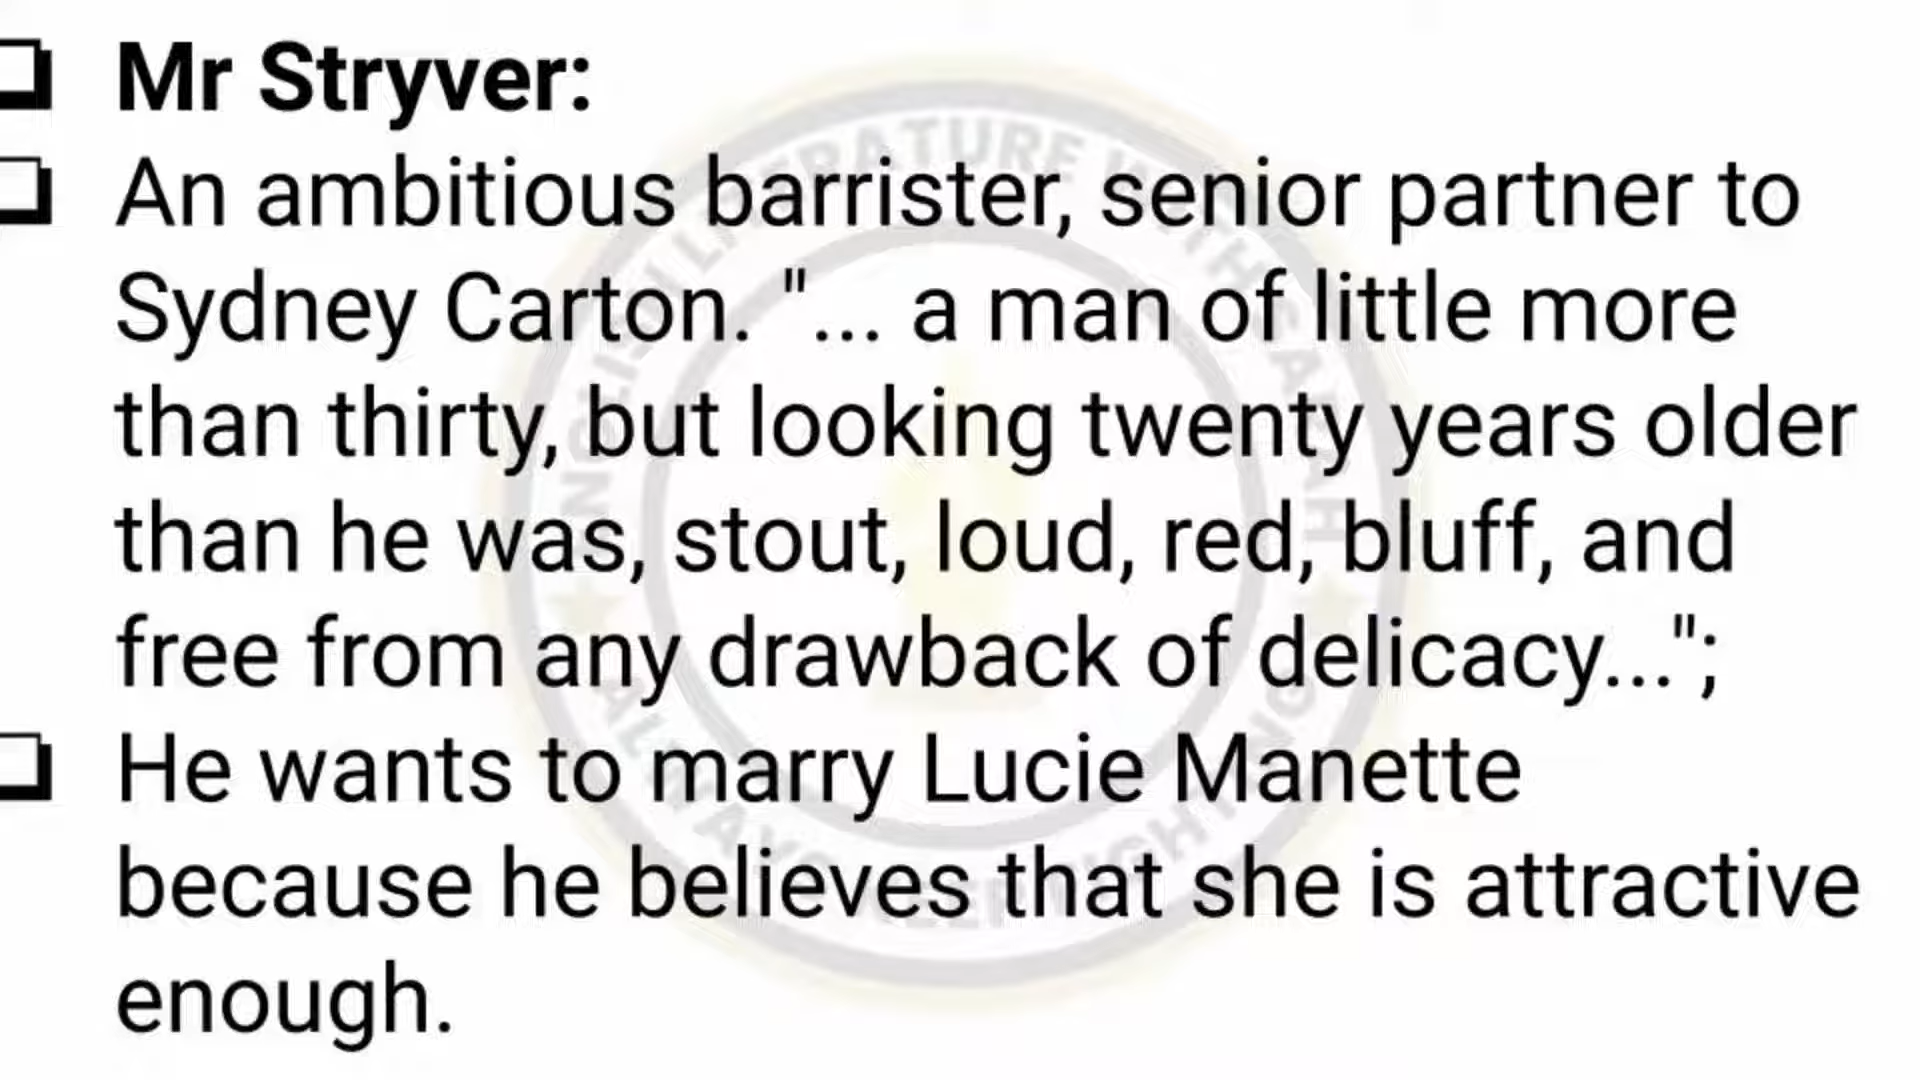 Mr Stryver:
An ambitious barrister, senior partner to
Sydney Carton. "... a man of little more
than thirty, but looking twenty years older
than he was, stout, loud, red, bluff, and
free from any drawback of delicacy...";
He wants to marry Lucie Manette
because he believes that she is attractive
enough.